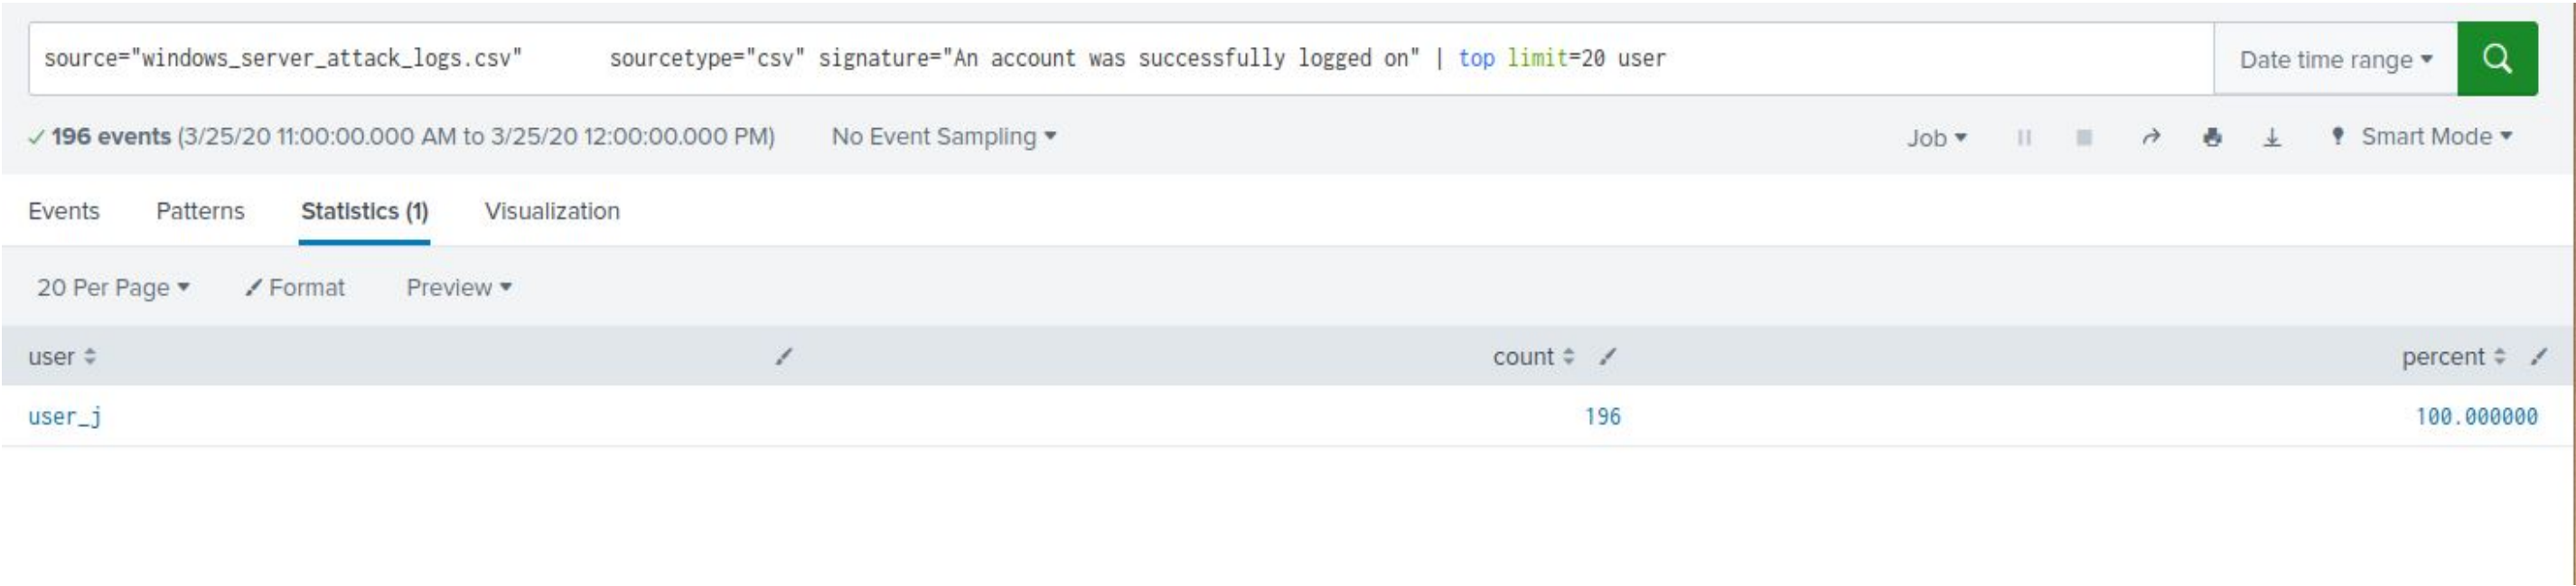 source="windows_server_attack_logs.csv" sourcetype="csv" signature="An account was successfully logged on" | top limit=20 user Date time range
196 events (3/25/20 11:00:00.000 AM to 3/25/20 12:00:00.000 PM) No Event Sampling Job Smart Mode
Events Patterns Statistics (1) Visualization
20 Per Page Format Preview
user count percent
user_j 196 100.000000